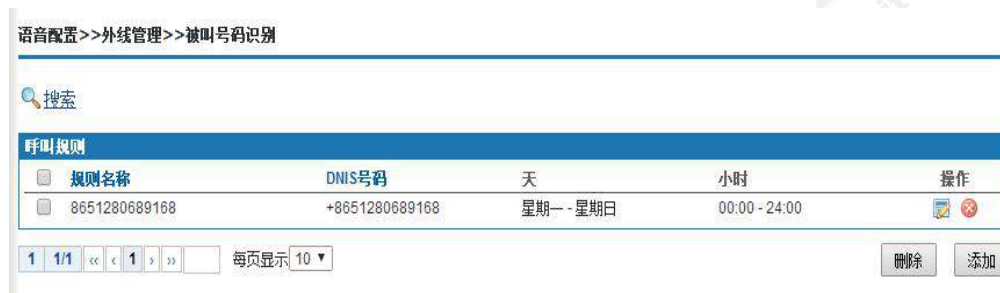 语音配置>>外线管理>>被叫号码识别
搜索
呼叫规则
规则名称 DNIS号码 天 小时 操作
8651280689168 +8651280689168 星期一 - 星期日 00:00 - 24:00
1 1/1 « ‹ 1 › » 每页显示 10 ▼ 删除 添加